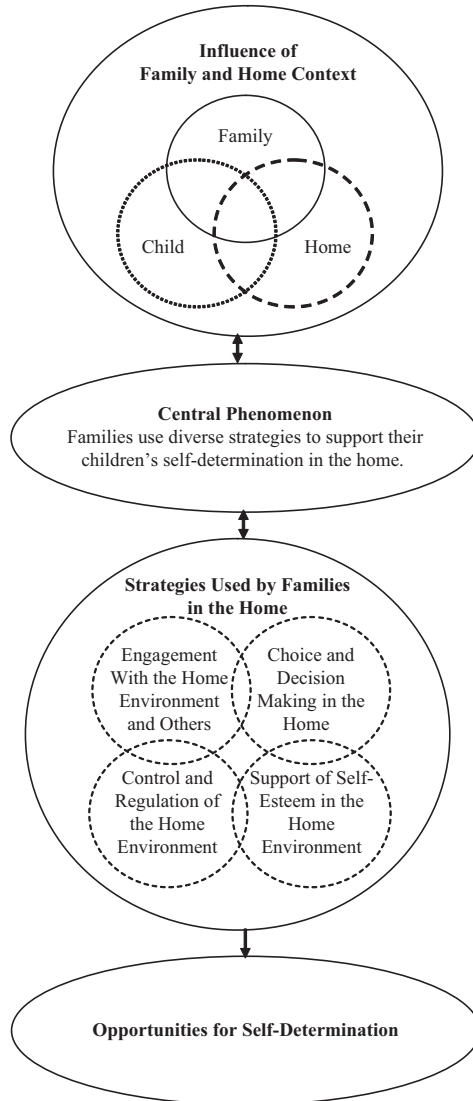 Influence of
Family and Home Context
Family
Child
Home
Central Phenomenon
Families use diverse strategies to support their
children’s self-determination in the home.
Strategies Used by Families
in the Home
Engagement
With the Home
Environment
and Others
Choice and
Decision
Making in the
Home
Control and
Regulation of
the Home
Environment
Support of Self-
Esteem in the
Home
Environment
Opportunities for Self-Determination